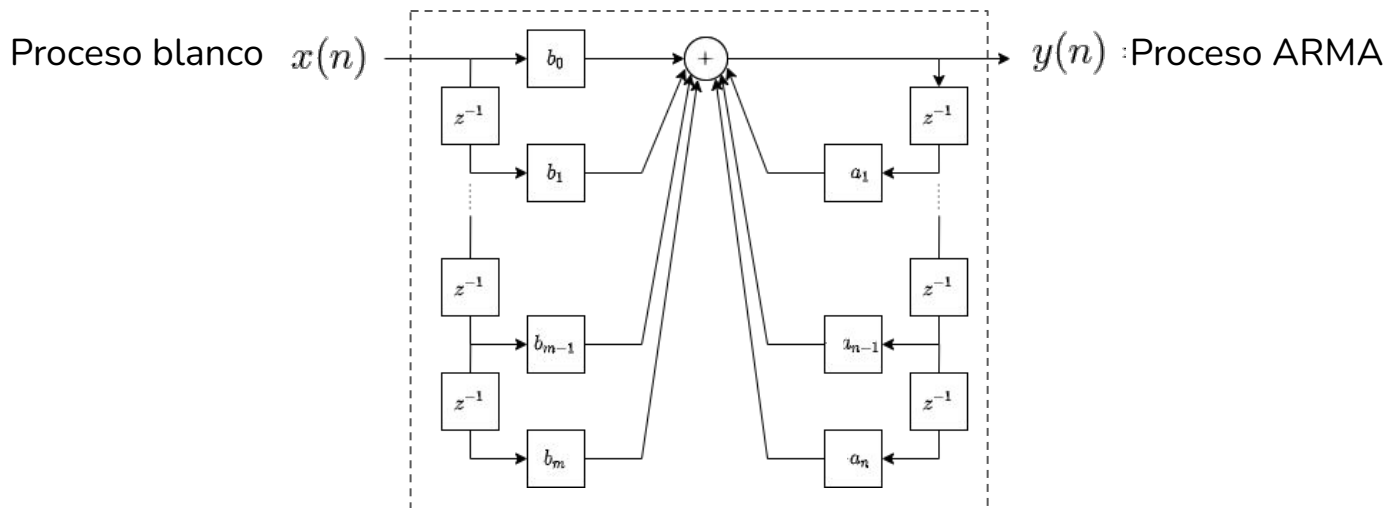 Proceso blanco x(n) b₀ + y(n) :Proceso ARMA
z⁻¹ z⁻¹
b₁ a₁
z⁻¹ z⁻¹
bₘ₋₁ aₙ₋₁
z⁻¹ z⁻¹
bₘ aₙ